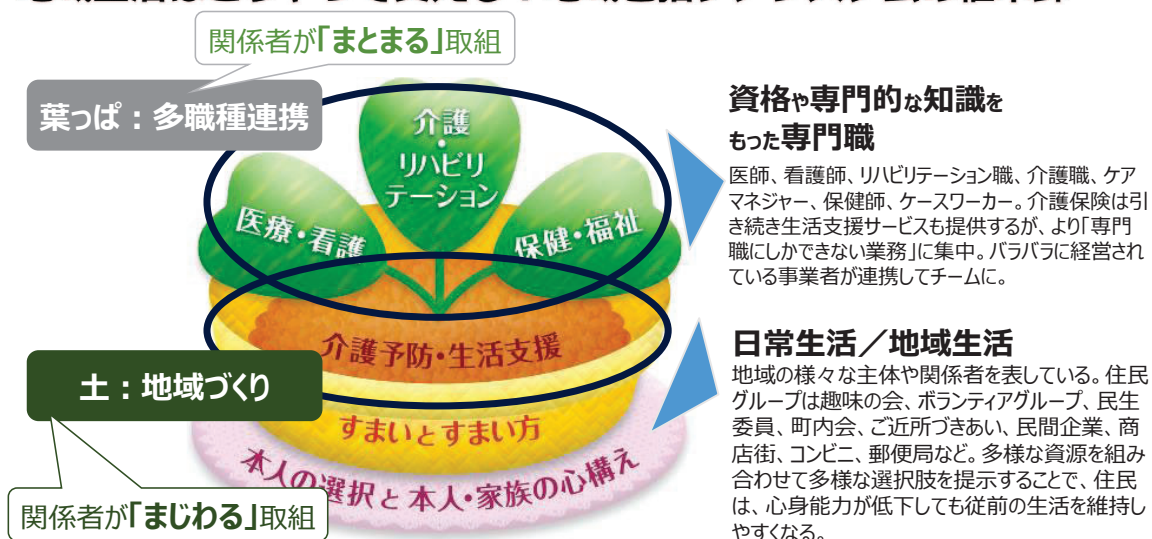 関係者が「まとまる」取組
葉っぱ：多職種連携
介護
・
リハビリ
テーション
医療・看護
保健・福祉
介護予防・生活支援
土：地域づくり
すまいとすまい方
本人の選択と本人・家族の心構え
関係者が「まじわる」取組
資格や専門的な知識を
もった専門職
医師、看護師、リハビリテーション職、介護職、ケア
マネジャー、保健師、ケースワーカー。介護保険は引
き続き生活支援サービスも提供するが、より「専門
職にしかできない業務」に集中。バラバラに経営され
ている事業者が連携してチームに。
日常生活／地域生活
地域の様々な主体や関係者を表している。住民
グループは趣味の会、ボランティアグループ、民生
委員、町内会、ご近所づきあい、民間企業、商
店街、コンビニ、郵便局など。多様な資源を組み
合わせて多様な選択肢を提示することで、住民
は、心身能力が低下しても従前の生活を維持し
やすくなる。